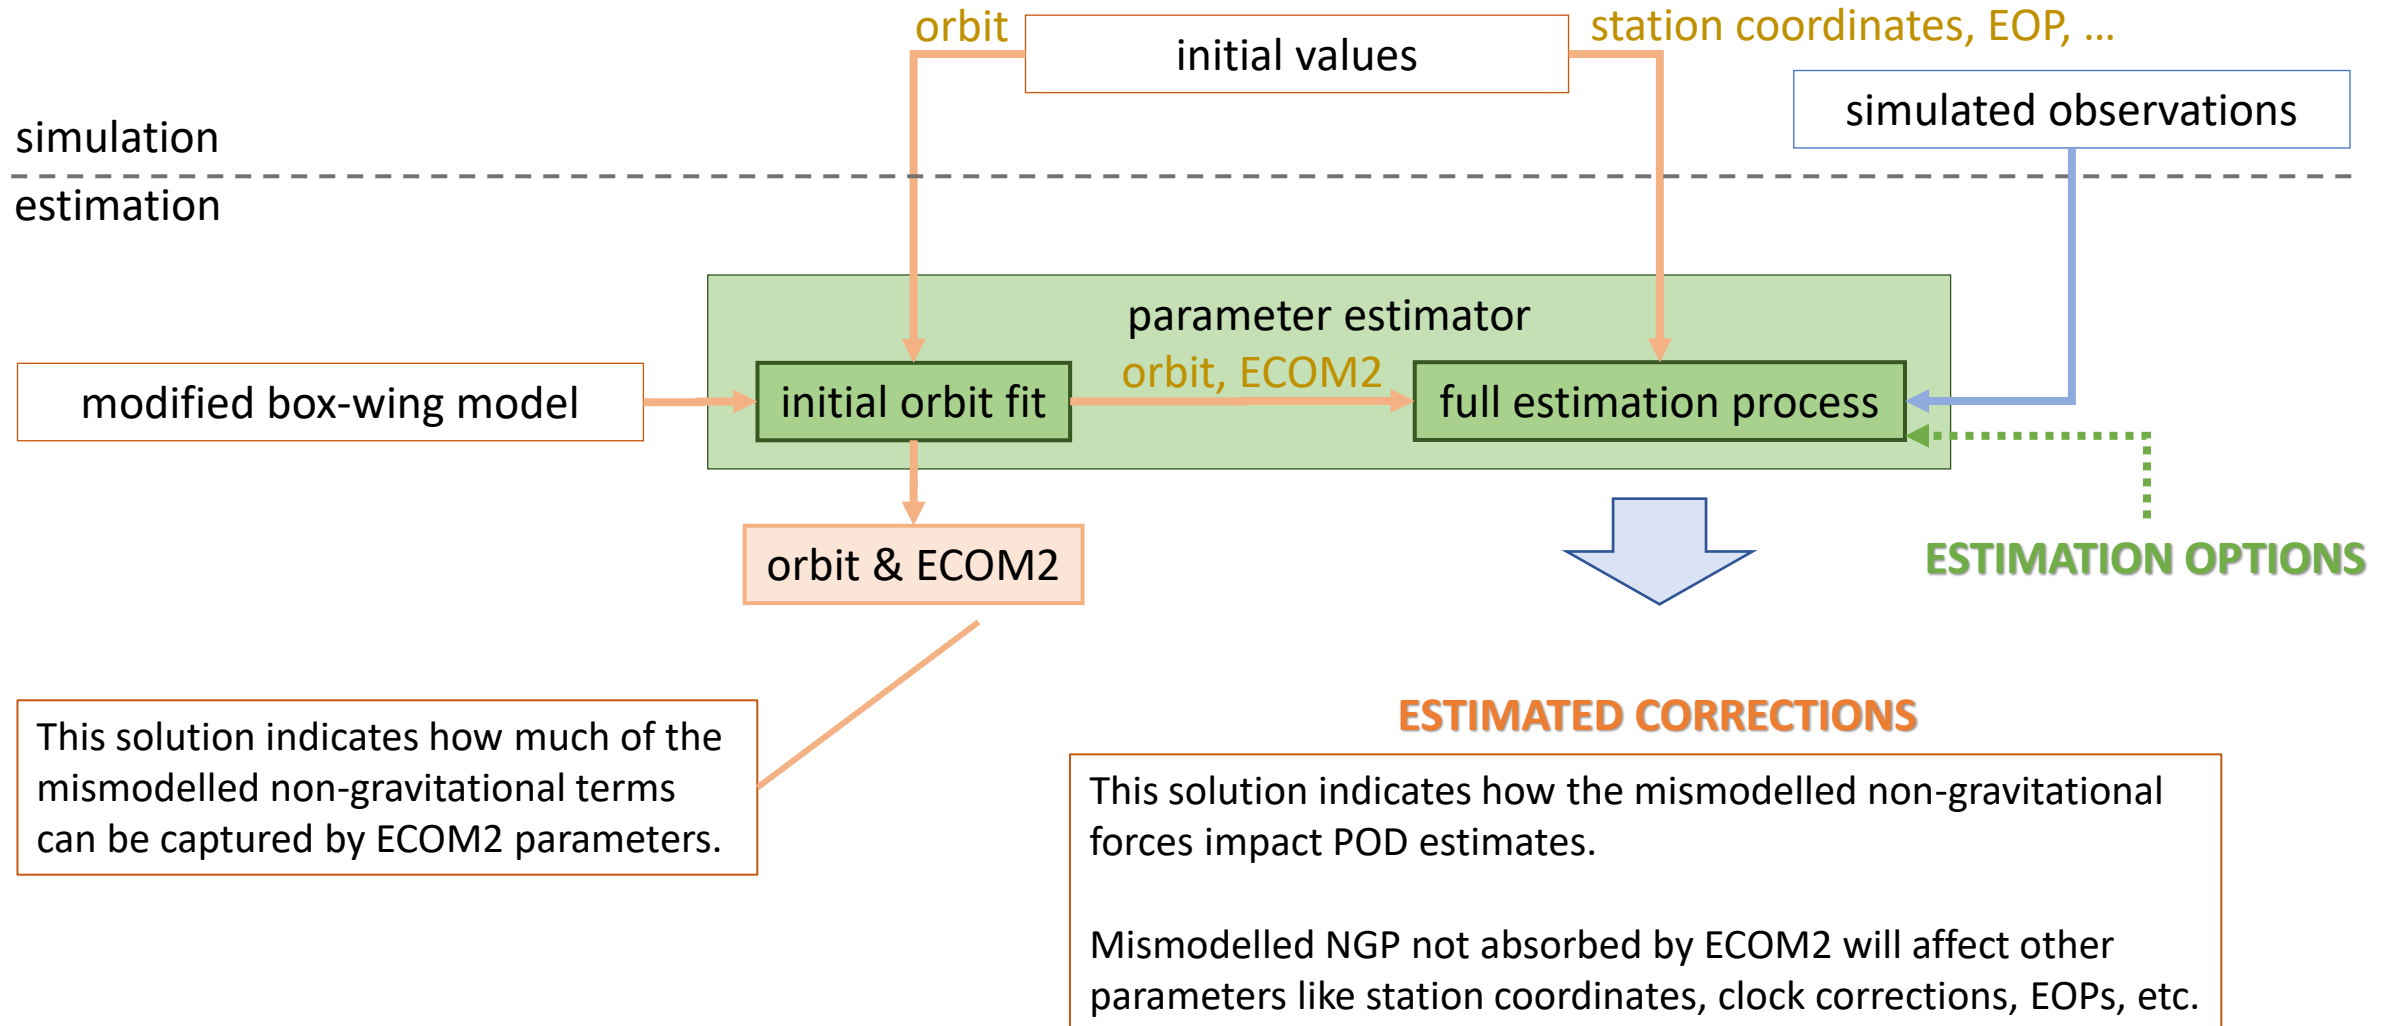 orbit
initial values
station coordinates, EOP, ...
simulated observations
simulation
estimation
parameter estimator
modified box-wing model
initial orbit fit
orbit, ECOM2
full estimation process
orbit & ECOM2
ESTIMATION OPTIONS
This solution indicates how much of the
mismodelled non-gravitational terms
can be captured by ECOM2 parameters.
ESTIMATED CORRECTIONS
This solution indicates how the mismodelled non-gravitational
forces impact POD estimates.
Mismodelled NGP not absorbed by ECOM2 will affect other
parameters like station coordinates, clock corrections, EOPs, etc.